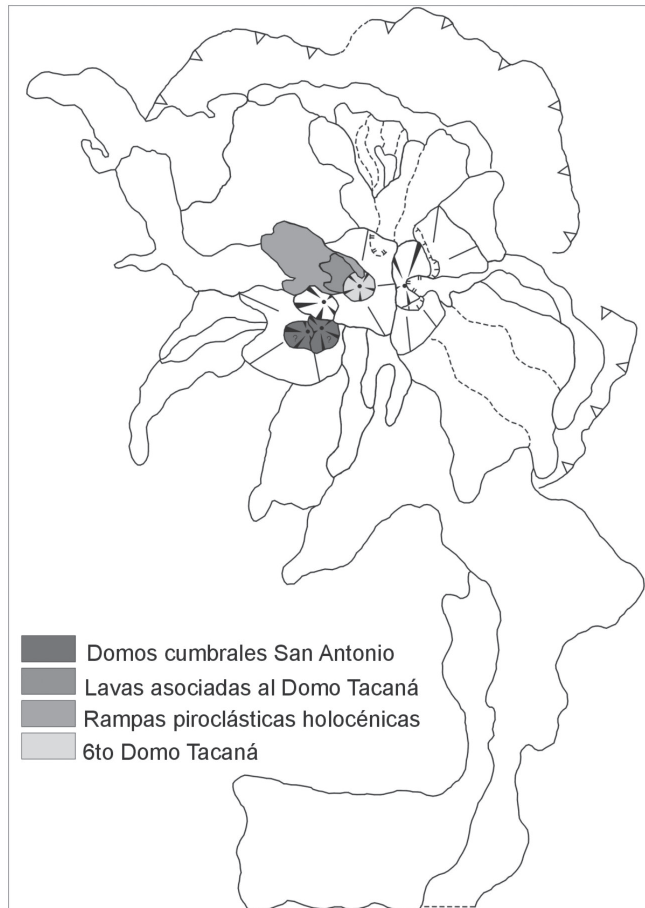 Domos cumbrales San Antonio
Lavas asociadas al Domo Tacaná
Rampas piroclásticas holocénicas
6to Domo Tacaná